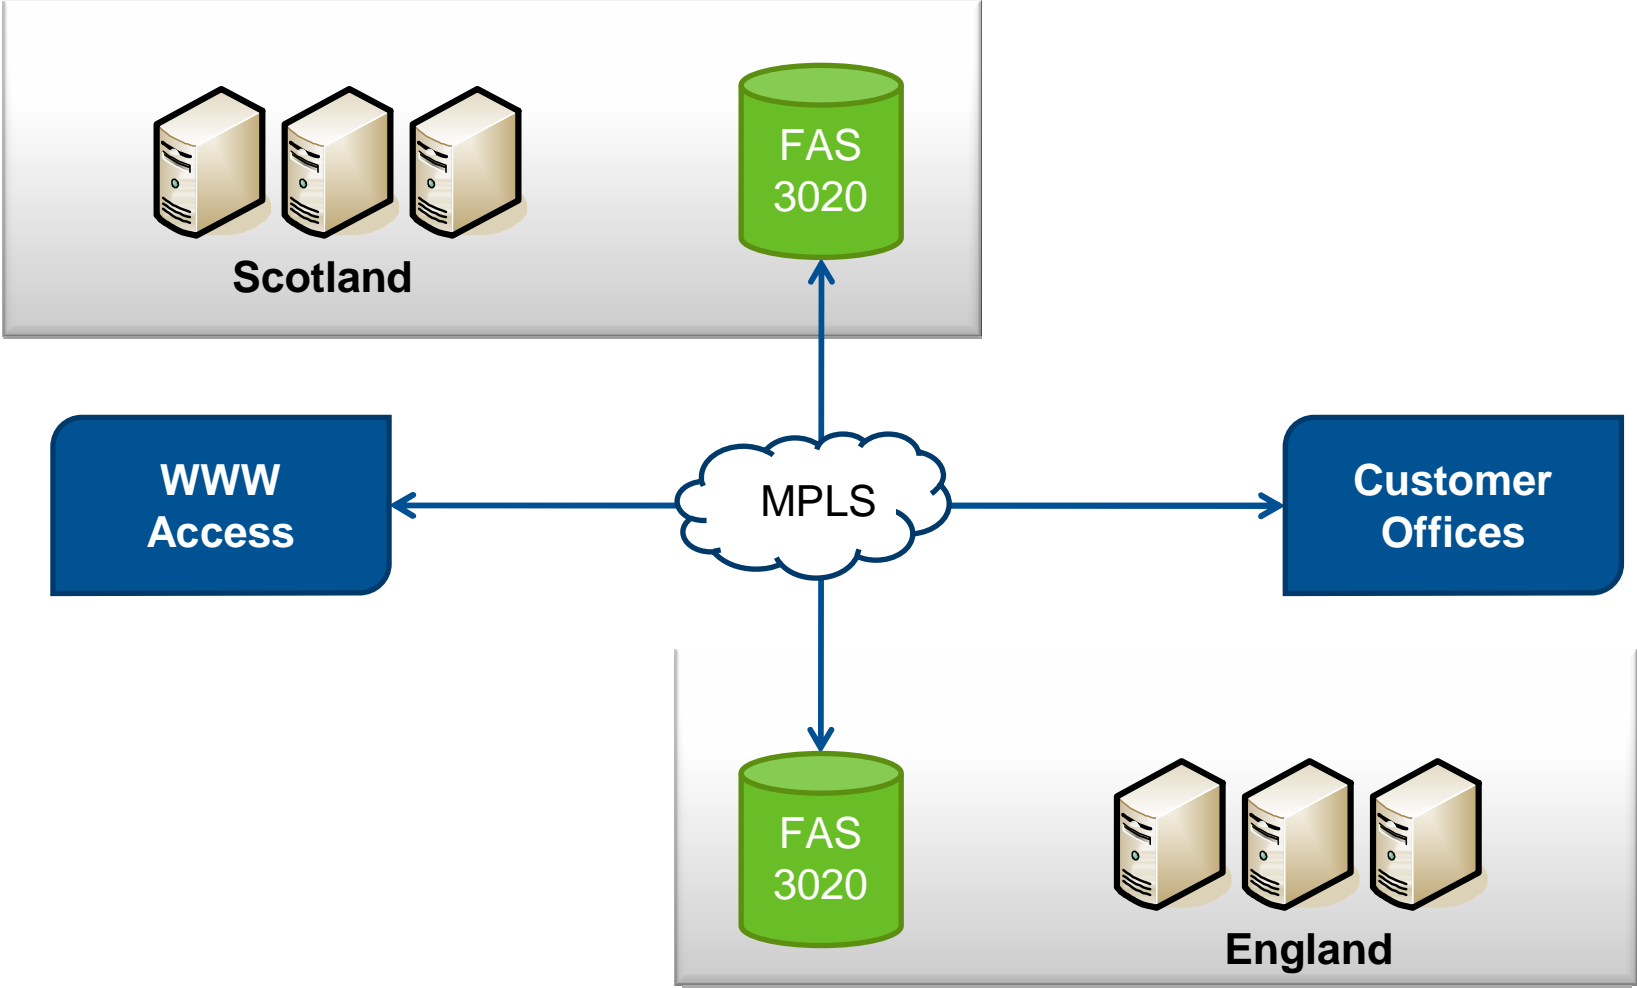 FAS
3020
Scotland
WWW
Access
MPLS
Customer
Offices
FAS
3020
England